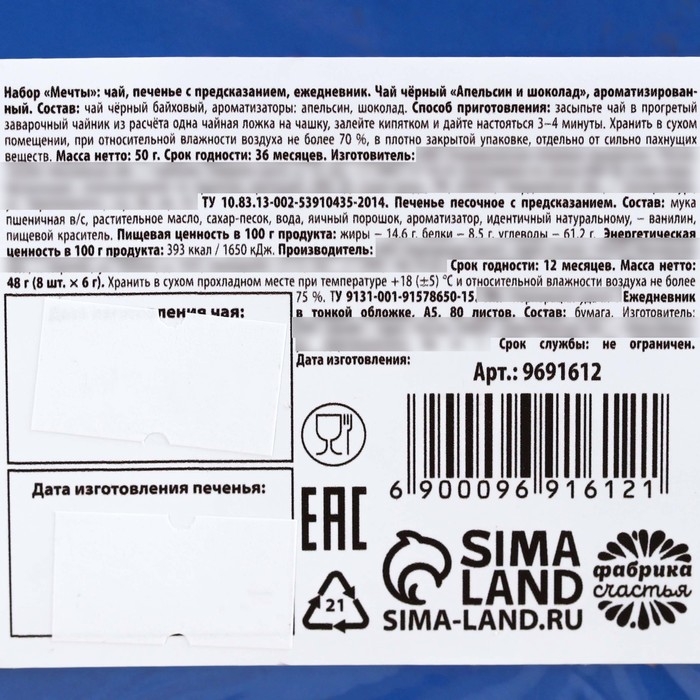 Набор «Мечты»: чай, печенье с предсказанием, ежедневник. Чай чёрный «Апельсин и шоколад», ароматизирован-
ный. Состав: чай чёрный байховый, ароматизаторы: апельсин, шоколад. Способ приготовления: засыпьте чай в прогретый
заварочный чайник из расчёта одна чайная ложка на чашку, залейте кипятком и дайте настояться 3–4 минуты. Хранить в сухом
помещении, при относительной влажности воздуха не более 70 %, в плотно закрытой упаковке, отдельно от сильно пахнущих
веществ. Масса нетто: 50 г. Срок годности: 36 месяцев. Изготовитель:
ТУ 10.83.13-002-53910435-2014. Печенье песочное с предсказанием. Состав: мука
пшеничная в/с, растительное масло, сахар-песок, вода, яичный порошок, ароматизатор, идентичный натуральному, – ванилин,
пищевой краситель. Пищевая ценность в 100 г продукта: жиры – 14,6 г, белки – 8,5 г, углеводы – 61,2 г. Энергетическая
ценность в 100 г продукта: 393 ккал / 1650 кДж. Производитель:
Срок годности: 12 месяцев. Масса нетто:
48 г (8 шт. × 6 г). Хранить в сухом прохладном месте при температуре +18 (±5) °С и относительной влажности воздуха не более
75 %. ТУ 9131-001-91578650-15. Ежедневник
в тонкой обложке. А5. 80 листов. Состав: бумага. Изготовитель:
Срок службы: не ограничен.
Дата изготовления:
чая:
Арт.: 9691612
6 900096 916121
Дата изготовления печенья:
EAC
21
SIMA
LAND
SIMA-LAND.RU
фабрика
счастья